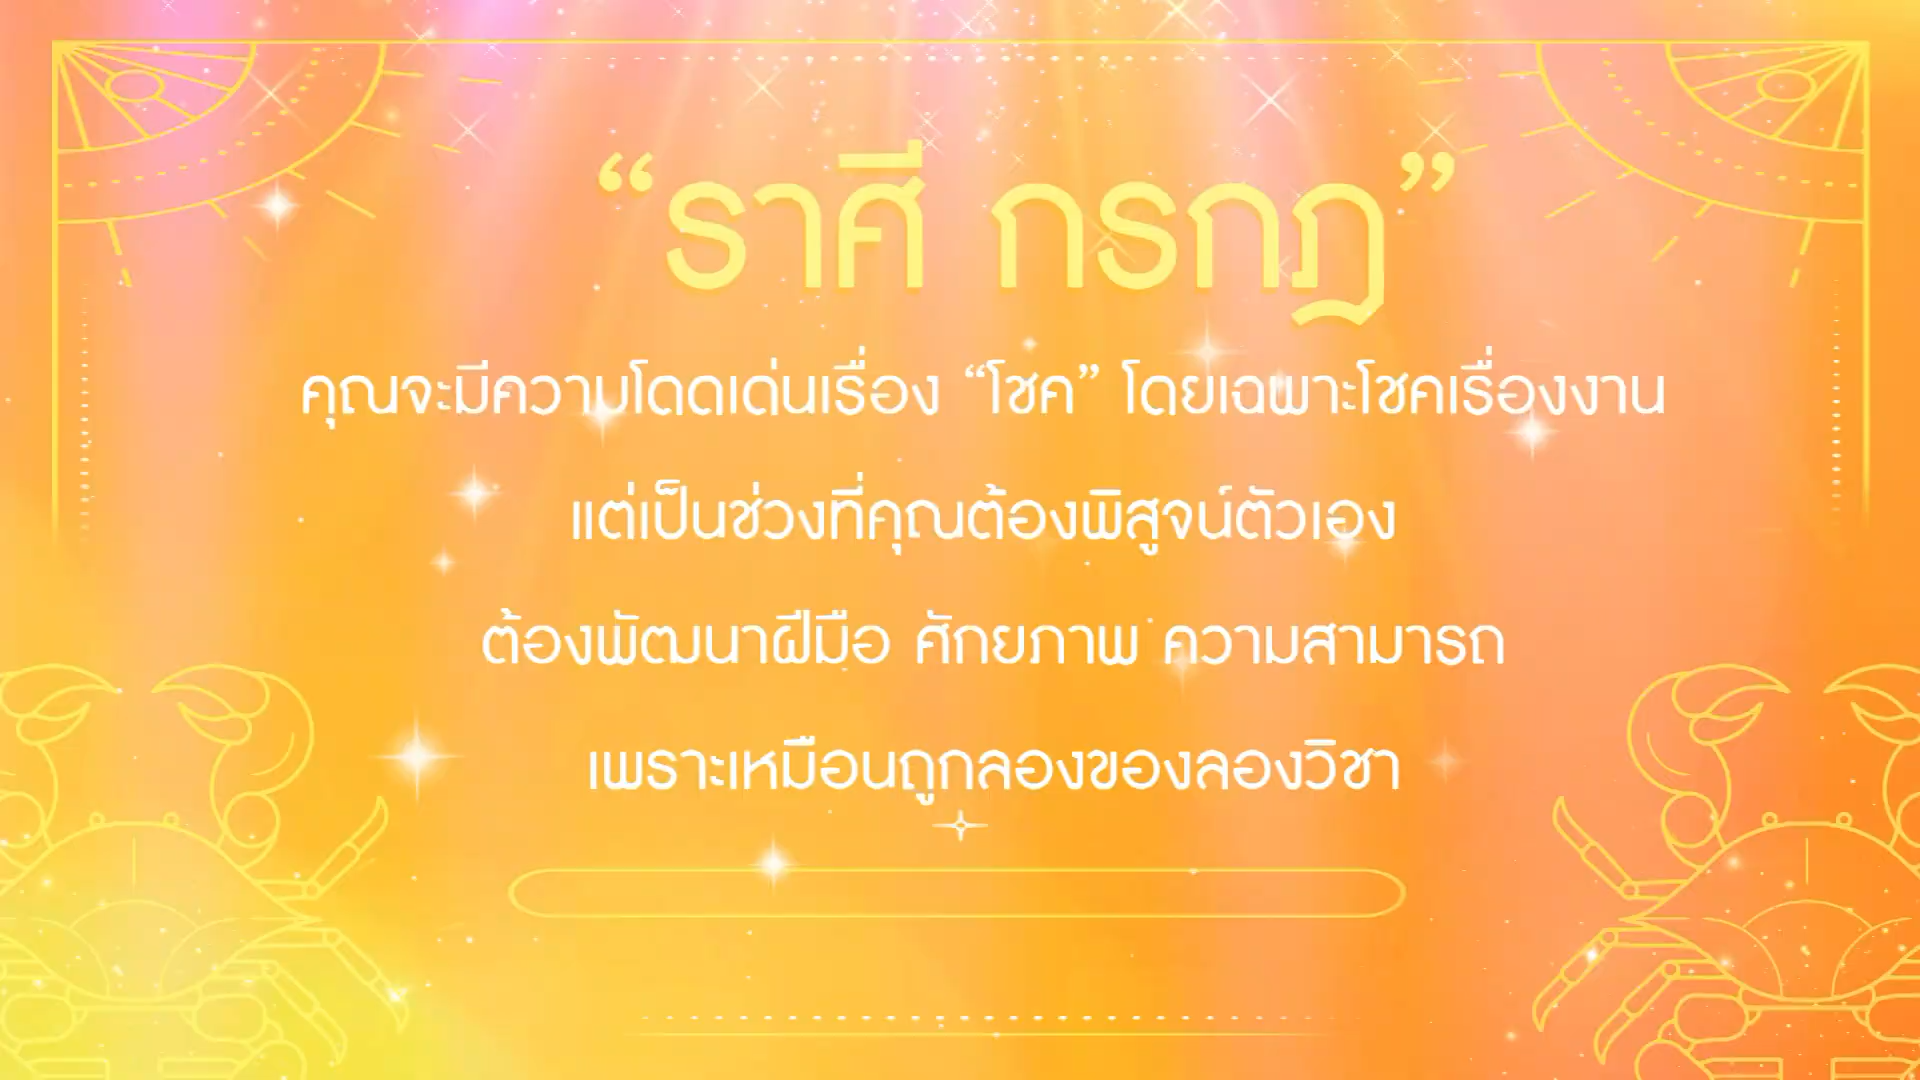 “ราศี กรกฎ”
คุณจะมีความโดดเด่นเรื่อง “โชค” โดยเฉพาะโชคเรื่องงาน
แต่เป็นช่วงที่คุณต้องพิสูจน์ตัวเอง
ต้องพัฒนาฝีมือ ศักยภาพ ความสามารถ
เพราะเหมือนถูกลองของลองวิชา